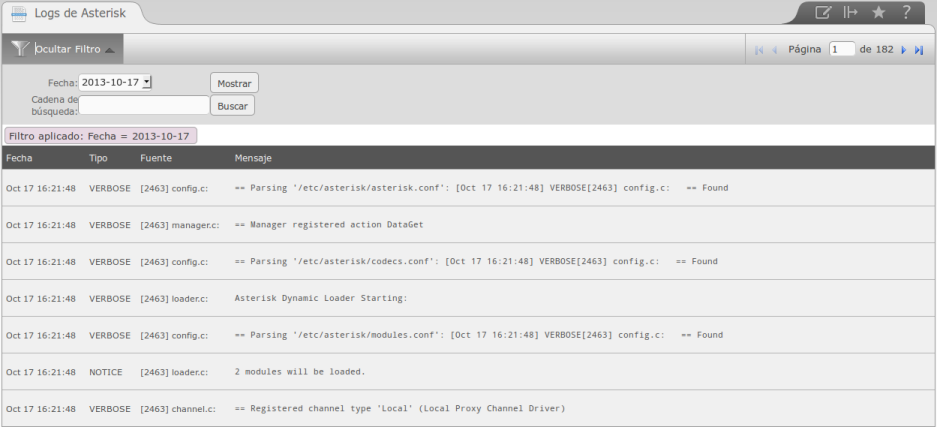 Logs de Asterisk
?
Ocultar Filtro
Página 1 de 182
Fecha: 2013-10-17 Mostrar
Cadena de
búsqueda: Buscar
Filtro aplicado: Fecha = 2013-10-17
Fecha Tipo Fuente Mensaje
Oct 17 16:21:48 VERBOSE [2463] config.c: == Parsing '/etc/asterisk/asterisk.conf': [Oct 17 16:21:48] VERBOSE[2463] config.c: == Found
Oct 17 16:21:48 VERBOSE [2463] manager.c: == Manager registered action DataGet
Oct 17 16:21:48 VERBOSE [2463] config.c: == Parsing '/etc/asterisk/codecs.conf': [Oct 17 16:21:48] VERBOSE[2463] config.c: == Found
Oct 17 16:21:48 VERBOSE [2463] loader.c: Asterisk Dynamic Loader Starting:
Oct 17 16:21:48 VERBOSE [2463] config.c: == Parsing '/etc/asterisk/modules.conf': [Oct 17 16:21:48] VERBOSE[2463] config.c: == Found
Oct 17 16:21:48 NOTICE [2463] loader.c: 2 modules will be loaded.
Oct 17 16:21:48 VERBOSE [2463] channel.c: == Registered channel type 'Local' (Local Proxy Channel Driver)